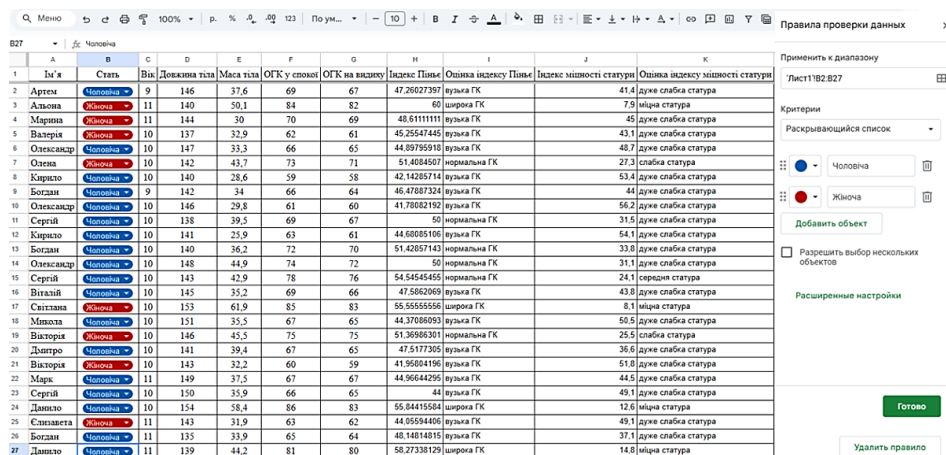 Меню 100% р. % .0 .00 123 По ум... − 10 + B I A
B27 fx Чоловіча
A B C D E F G H I J K
1 Ім'я Стать Вік Довжина тіла Маса тіла ОГК у спокої ОГК на видиху Індекс Піньє Оцінка індексу Піньє Індекс міцності статури Оцінка індексу міцності статури
2 Артем Чоловіча 9 146 37,6 69 67 47,26027397 вузька ГК 41,4 дуже слабка статура
3 Альона Жіноча 11 140 50,1 84 82 60 широка ГК 7,9 міцна статура
4 Марина Жіноча 11 144 30 70 69 48,61111111 вузька ГК 45 дуже слабка статура
5 Валерія Жіноча 10 137 32,9 62 61 45,25547445 вузька ГК 43,1 дуже слабка статура
6 Олександр Чоловіча 10 147 33,3 66 65 44,89795918 вузька ГК 48,7 дуже слабка статура
7 Олена Жіноча 10 142 43,7 73 71 51,4084507 нормальна ГК 27,3 слабка статура
8 Кирило Чоловіча 10 140 28,6 59 58 42,14285714 вузька ГК 53,4 дуже слабка статура
9 Богдан Чоловіча 9 142 34 66 64 46,47887324 вузька ГК 44 дуже слабка статура
10 Олександр Чоловіча 10 146 29,8 61 60 41,78082192 вузька ГК 56,2 дуже слабка статура
11 Сергій Чоловіча 10 138 39,5 69 67 50 нормальна ГК 31,5 дуже слабка статура
12 Кирило Чоловіча 10 141 25,9 63 61 44,68085106 вузька ГК 54,1 дуже слабка статура
13 Богдан Чоловіча 10 140 36,2 72 70 51,42857143 нормальна ГК 33,8 дуже слабка статура
14 Олександр Чоловіча 10 148 44,9 74 72 50 нормальна ГК 31,1 дуже слабка статура
15 Сергій Чоловіча 10 143 42,9 78 76 54,54545455 нормальна ГК 24,1 середня статура
16 Віталій Чоловіча 10 145 35,2 69 66 47,5862069 вузька ГК 43,8 дуже слабка статура
17 Світлана Жіноча 10 153 61,9 85 83 55,55555556 широка ГК 8,1 міцна статура
18 Микола Чоловіча 10 151 35,5 67 65 44,37086093 вузька ГК 50,5 дуже слабка статура
19 Вікторія Жіноча 10 146 45,5 75 75 51,36986301 нормальна ГК 25,5 слабка статура
20 Дмитро Чоловіча 10 141 39,4 67 65 47,5177305 вузька ГК 36,6 дуже слабка статура
21 Вікторія Жіноча 10 143 32,2 60 59 41,95804196 вузька ГК 51,8 дуже слабка статура
22 Марк Чоловіча 11 149 37,5 67 67 44,96644295 вузька ГК 44,5 дуже слабка статура
23 Сергій Чоловіча 10 150 35,9 66 65 44 вузька ГК 49,1 дуже слабка статура
24 Данило Чоловіча 10 154 58,4 86 83 55,84415584 широка ГК 12,6 міцна статура
25 Єлизавета Жіноча 11 143 31,9 63 62 44,05594406 вузька ГК 49,1 дуже слабка статура
26 Богдан Чоловіча 11 135 33,9 65 64 48,14814815 вузька ГК 37,1 дуже слабка статура
27 Данило Чоловіча 11 139 44,2 81 80 58,27338129 широка ГК 14,8 міцна статура
Правила проверки данных
Применить к диапазону
'Лист1'!B2:B27
Критерии
Раскрывающийся список
Чоловіча
Жіноча
Добавить объект
Разрешить выбор нескольких
объектов
Расширенные настройки
Готово
Удалить правило